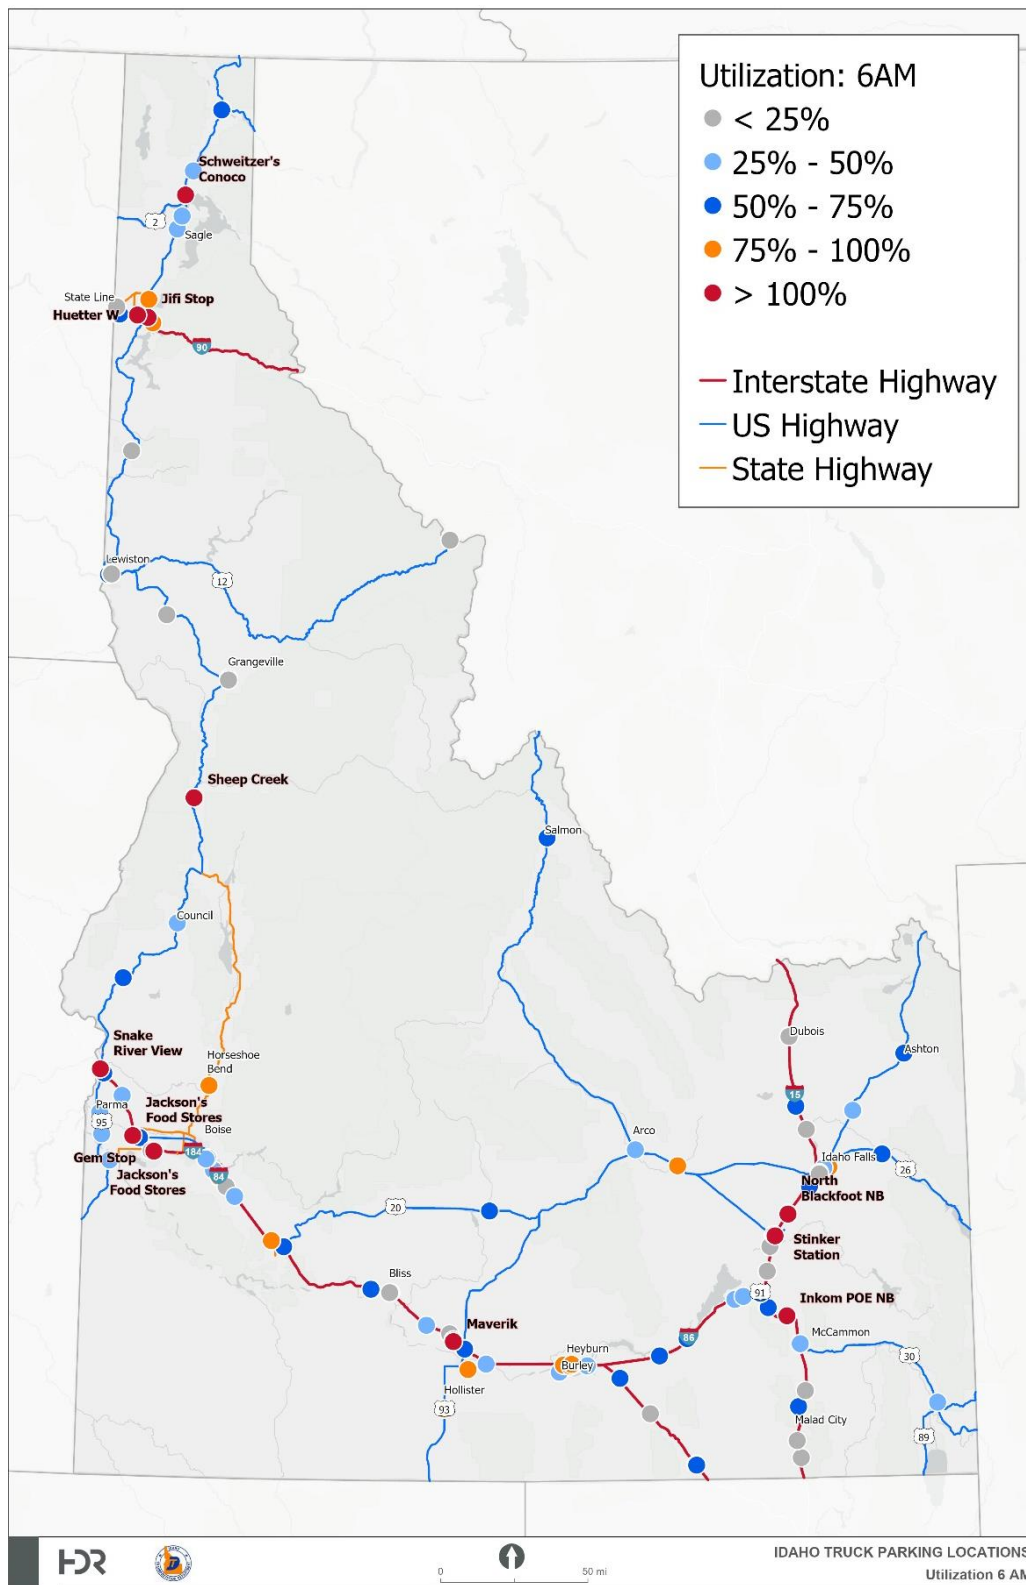 Utilization: 6AM
< 25%
25% - 50%
50% - 75%
75% - 100%
> 100%
Interstate Highway
US Highway
State Highway
Schweitzer's
Conoco
2
Sagle
State Line
Jifi Stop
Huetter W
90
Lewiston
12
Grangeville
Sheep Creek
Salmon
Council
Snake
River View
Dubois
Horseshoe
Bend
Ashton
15
Parma
Jackson's
Food Stores
95
Boise
Arco
Gem Stop
184
Idaho Falls
26
Jackson's
Food Stores
84
North
Blackfoot NB
20
Stinker
Station
Bliss
91
Inkom POE NB
Maverik
86
McCammon
Heyburn
30
Burley
Hollister
93
Malad City
89
HDR
0
50 mi
IDAHO TRUCK PARKING LOCATIONS
Utilization 6 AM